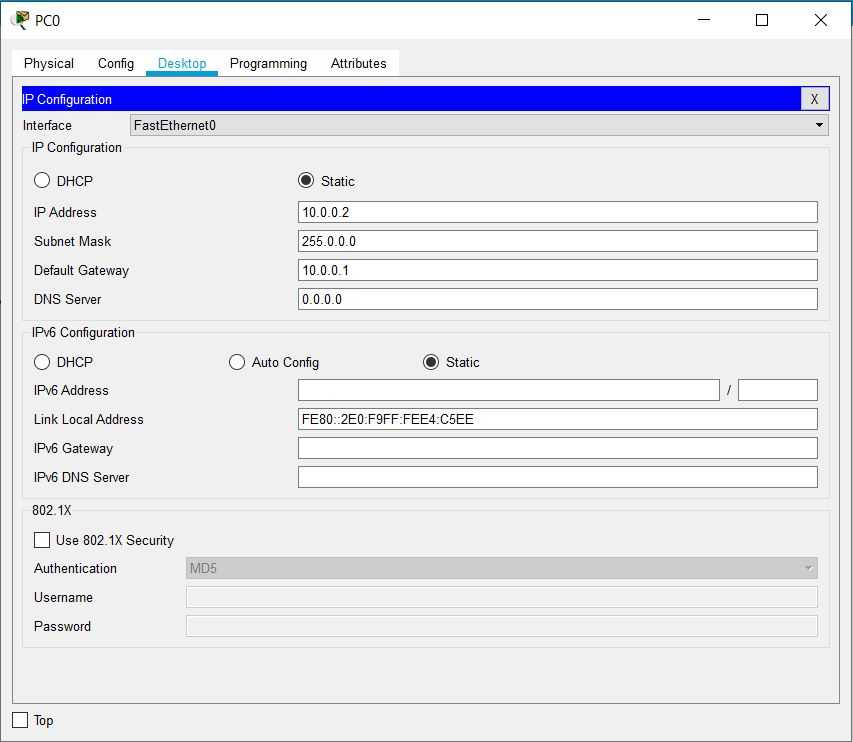 PC0
Physical Config Desktop Programming Attributes
IP Configuration X
Interface FastEthernet0
IP Configuration
DHCP Static
IP Address 10.0.0.2
Subnet Mask 255.0.0.0
Default Gateway 10.0.0.1
DNS Server 0.0.0.0
IPv6 Configuration
DHCP Auto Config Static
IPv6 Address /
Link Local Address FE80::2E0:F9FF:FEE4:C5EE
IPv6 Gateway
IPv6 DNS Server
802.1X
Use 802.1X Security
Authentication MD5
Username
Password
Top